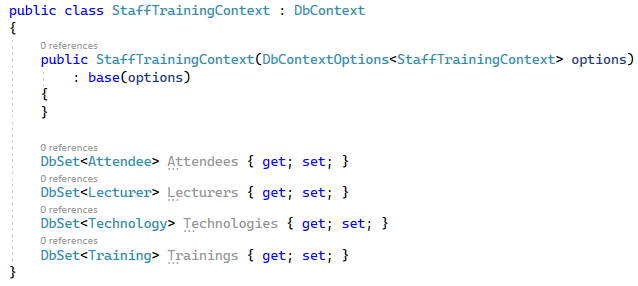 public class StaffTrainingContext : DbContext
{
0 references
public StaffTrainingContext(DbContextOptions<StaffTrainingContext> options)
: base(options)
{
}
0 references
DbSet<Attendee> Attendees { get; set; }
0 references
DbSet<Lecturer> Lecturers { get; set; }
0 references
DbSet<Technology> Technologies { get; set; }
0 references
DbSet<Training> Trainings { get; set; }
}